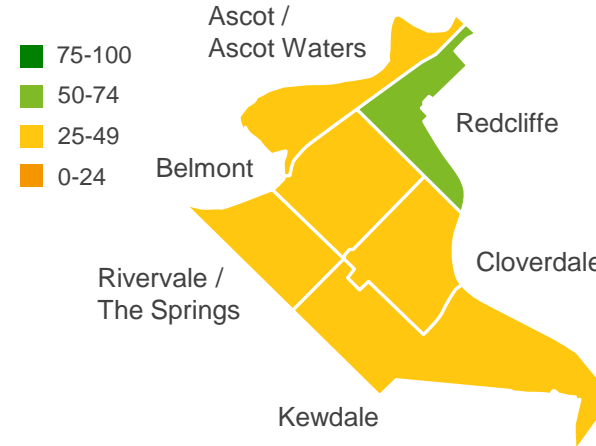 Ascot /
Ascot Waters
75-100
50-74
25-49
0-24
Redcliffe
Belmont
Cloverdale
Rivervale /
The Springs
Kewdale